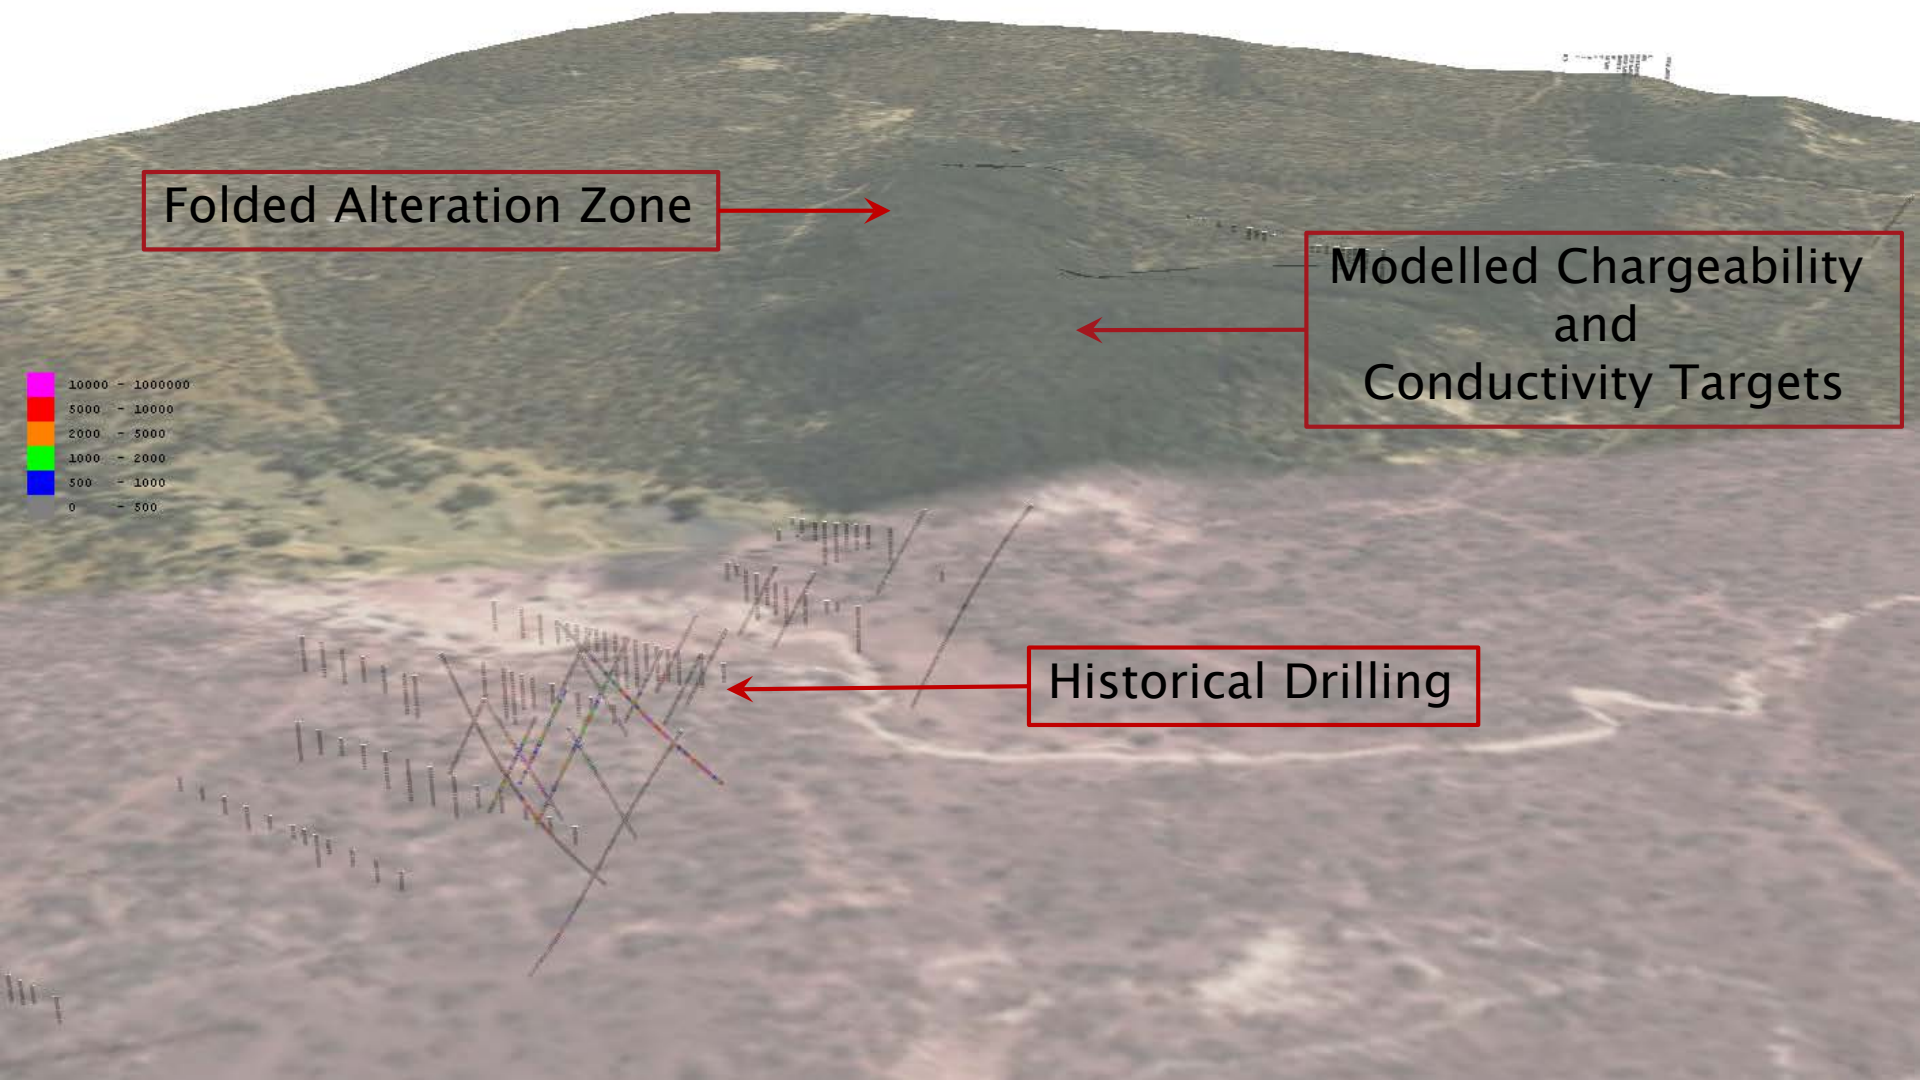 Folded Alteration Zone
Modelled Chargeability
and
Conductivity Targets
10000 - 1000000
5000 - 10000
2000 - 5000
1000 - 2000
500 - 1000
0 - 500
Historical Drilling